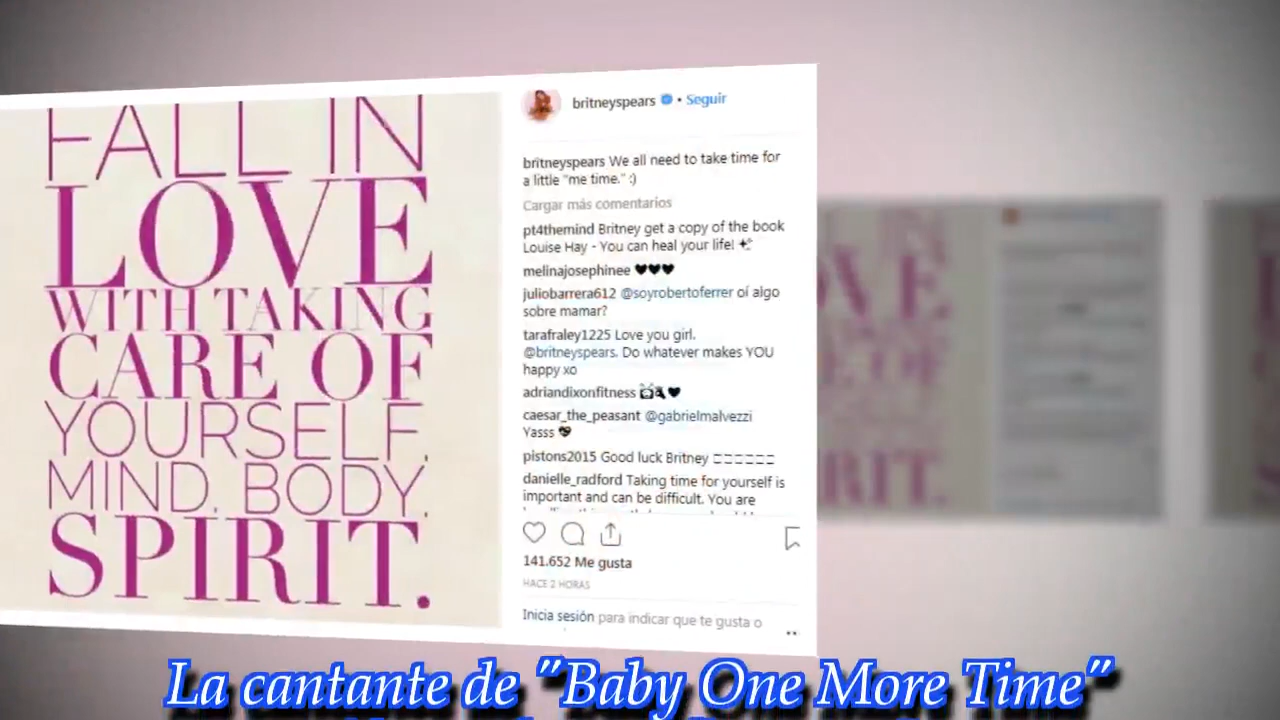 FALL IN
LOVE
WITH TAKING
CARE OF
YOURSELF.
MIND. BODY.
SPIRIT.
britneyspears • Seguir
britneyspears We all need to take time for
a little "me time." :)
Cargar más comentarios
pt4themind Britney get a copy of the book
Louise Hay - You can heal your life! ✨
melinajosephinee ♥♥♥
juliobarrera612 @soyrobertoferrer oí algo
sobre mamar?
tarafraley1225 Love you girl.
@britneyspears. Do whatever makes YOU
happy xo
adriandixonfitness
caesar_the_peasant @gabrielmalvezzi
Yasss
pistons2015 Good luck Britney
danielle_radford Taking time for yourself is
important and can be difficult. You are
141.652 Me gusta
HACE 2 HORAS
Inicia sesión para indicar que te gusta o
La cantante de "Baby One More Time"